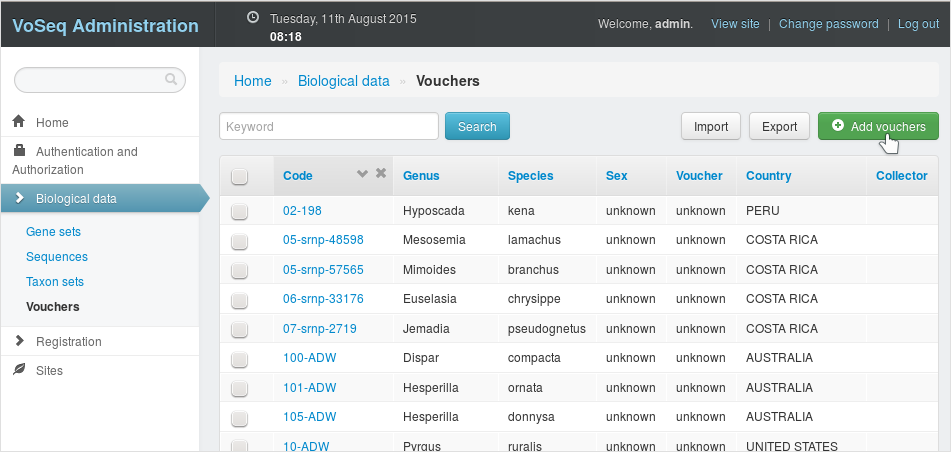 VoSeq Administration
Tuesday, 11th August 2015
08:18
Welcome, admin. View site | Change password | Log out
Home » Biological data » Vouchers
Home
Authentication and
Authorization
Biological data
Gene sets
Sequences
Taxon sets
Vouchers
Registration
Sites
Keyword Search Import Export Add vouchers
Code Genus Species Sex Voucher Country Collector
02-198 Hyposcada kena unknown unknown PERU
05-srnp-48598 Mesosemia lamachus unknown unknown COSTA RICA
05-srnp-57565 Mimoides branchus unknown unknown COSTA RICA
06-srnp-33176 Euselasia chrysippe unknown unknown COSTA RICA
07-srnp-2719 Jemadia pseudognetus unknown unknown COSTA RICA
100-ADW Dispar compacta unknown unknown AUSTRALIA
101-ADW Hesperilla ornata unknown unknown AUSTRALIA
105-ADW Hesperilla donnysa unknown unknown AUSTRALIA
10-ADW Pyrgus ruralis unknown unknown UNITED STATES